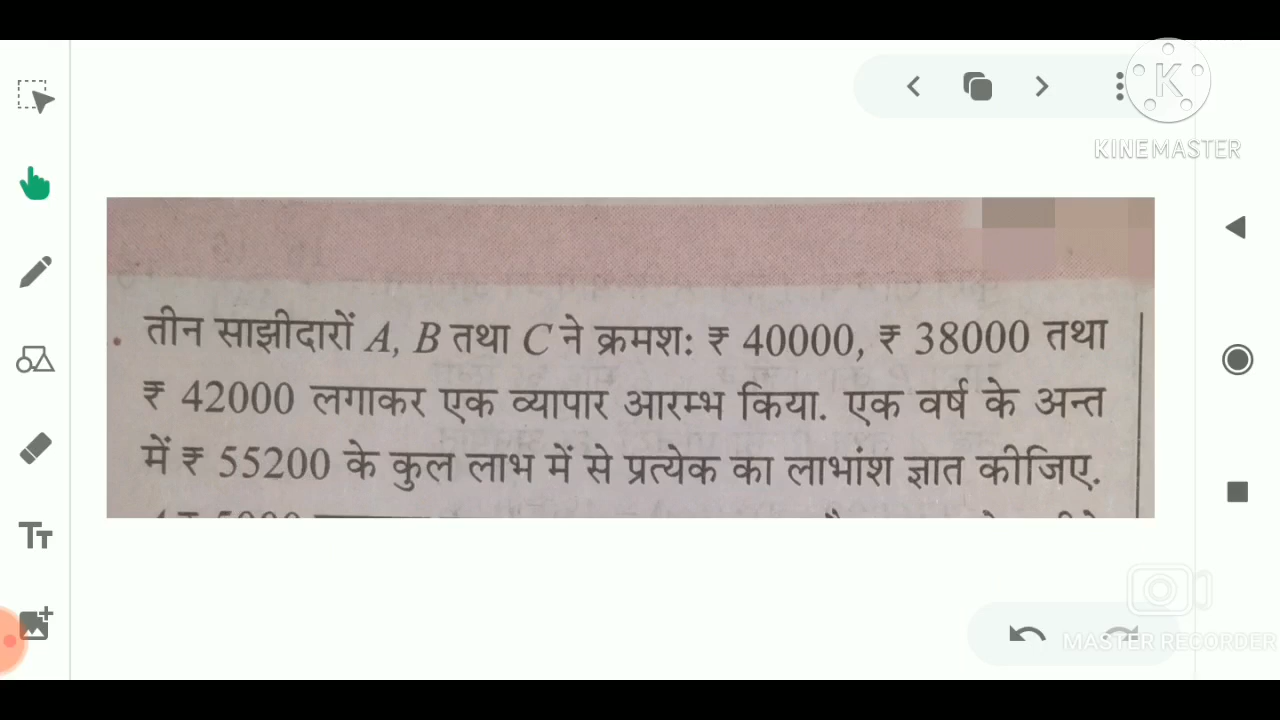 KINEMASTER
. तीन साझीदारों A, B तथा C ने क्रमश: ₹ 40000, ₹ 38000 तथा
₹ 42000 लगाकर एक व्यापार आरम्भ किया. एक वर्ष के अन्त
में ₹ 55200 के कुल लाभ में से प्रत्येक का लाभांश ज्ञात कीजिए.
MASTER RECORDER